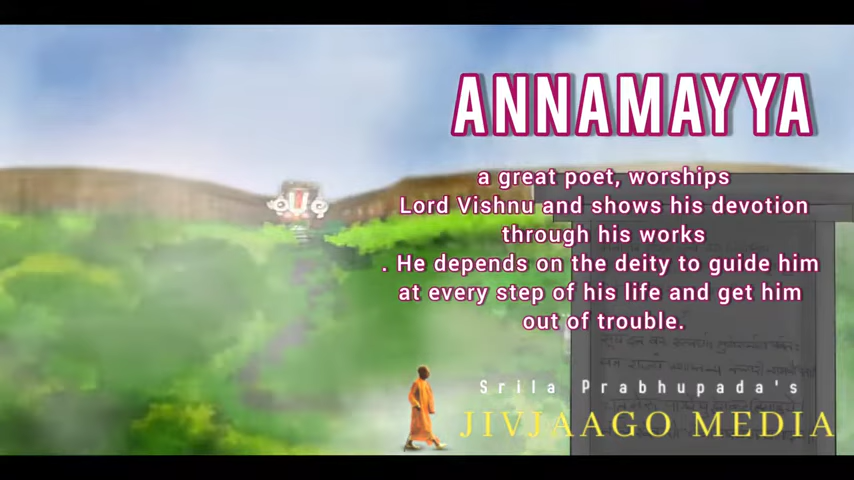 ANNAMAYYA
a great poet, worships
Lord Vishnu and shows his devotion
through his works
. He depends on the deity to guide him
at every step of his life and get him
out of trouble.
Srila Prabhupada's
JIVJAAGO MEDIA